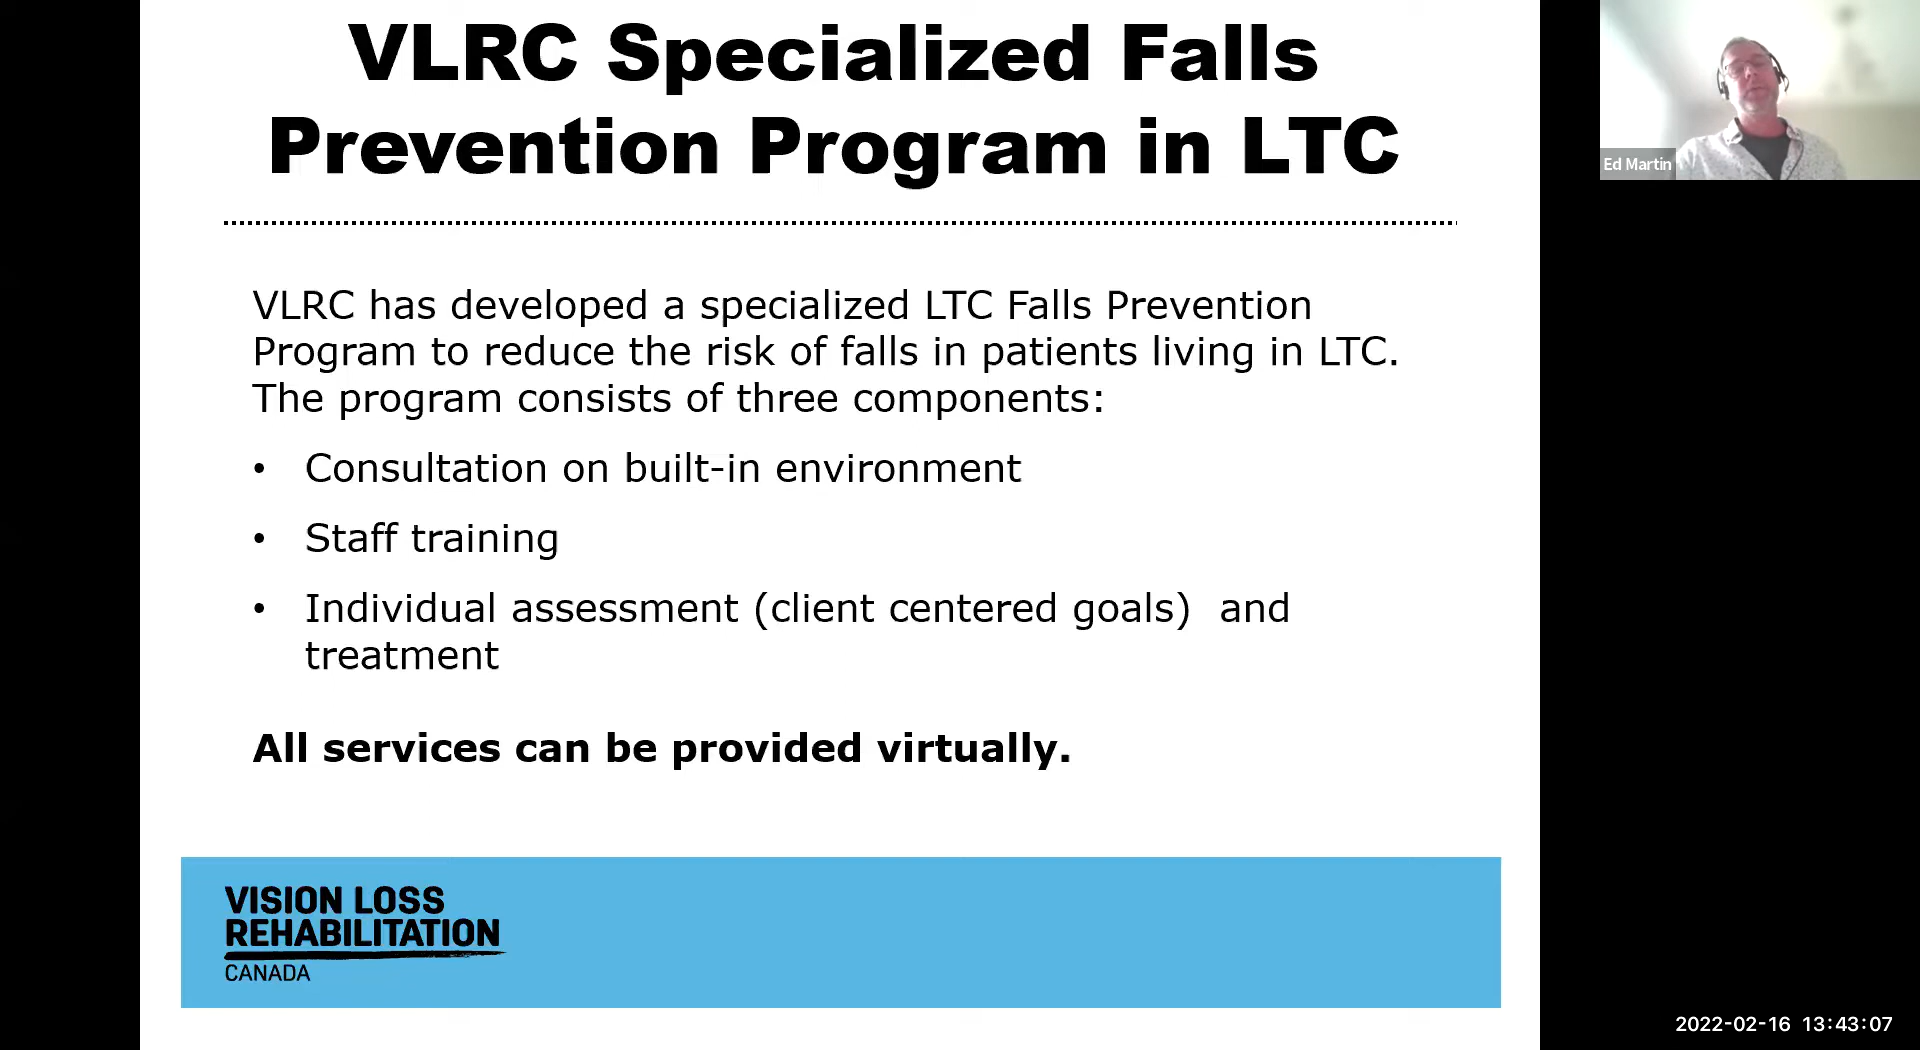 VLRC Specialized Falls
Prevention Program in LTC
VLRC has developed a specialized LTC Falls Prevention
Program to reduce the risk of falls in patients living in LTC.
The program consists of three components:
• Consultation on built-in environment
• Staff training
• Individual assessment (client centered goals)  and
treatment
All services can be provided virtually.
VISION LOSS
REHABILITATION
CANADA
Ed Martin
2022-02-16 13:43:07